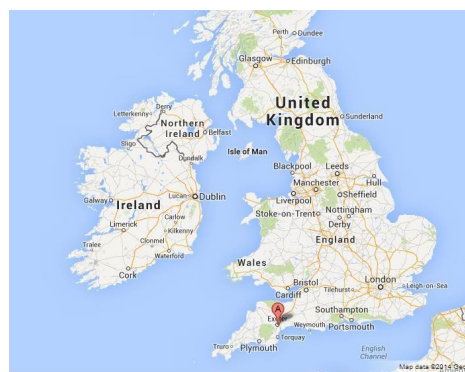 Perth
Dundee
Glasgow
Edinburgh
United
Kingdom
Sunderland
Derry
Letterkenny
Northern
Ireland
Belfast
Sligo
Isle of Man
Dundalk
Blackpool
Leeds
Hull
Manchester
Liverpool
Sheffield
Galway
Ireland
Lucan
Dublin
Stoke-on-Trent
Nottingham
Derby
Limerick
Carlow
Kilkenny
Tralee
Clonmel
Waterford
England
Cork
Wales
Bristol
Cardiff
Tilehurst
London
Leigh-on-Sea
A
Southampton
Exeter
Weymouth
Portsmouth
Torquay
Truro
Plymouth
English
Channel
Map data ©2014